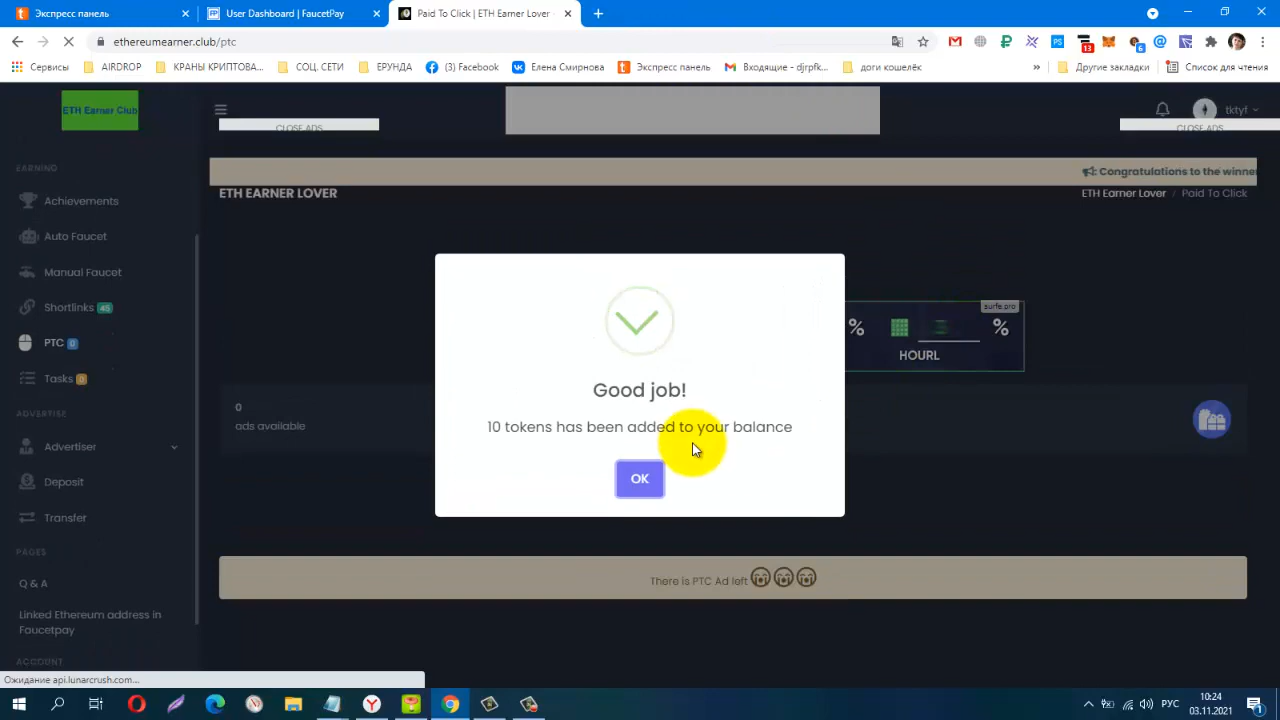 Экспресс панель
User Dashboard | FaucetPay
Paid To Click | ETH Earner Lover
ethereumearner.club/ptc
13
6
Сервисы
AIRDROP
КРАНЫ КРИПТОВА...
СОЦ. СЕТИ
ЕРУНДА
(3) Facebook
Елена Смирнова
Экспресс панель
Входящие - djrpfk...
доги кошелёк
»
Другие закладки
Список для чтения
ETH Earner Club
tktyf
CLOSE ADS
CLOSE ADS
EARNING
Congratulations to the winner
ETH EARNER LOVER
ETH Earner Lover / Paid To Click
Achievements
Auto Faucet
Manual Faucet
Shortlinks 45
PTC 0
Tasks 0
surfe.pro
% %
HOURL
Good job!
10 tokens has been added to your balance
OK
0
ads available
ADVERTISE
Advertiser
Deposit
Transfer
PAGES
Q & A
Linked Ethereum address in
Faucetpay
ACCOUNT
There is PTC Ad left
Ожидание api.lunarcrush.com...
РУС
10:24
03.11.2021
1